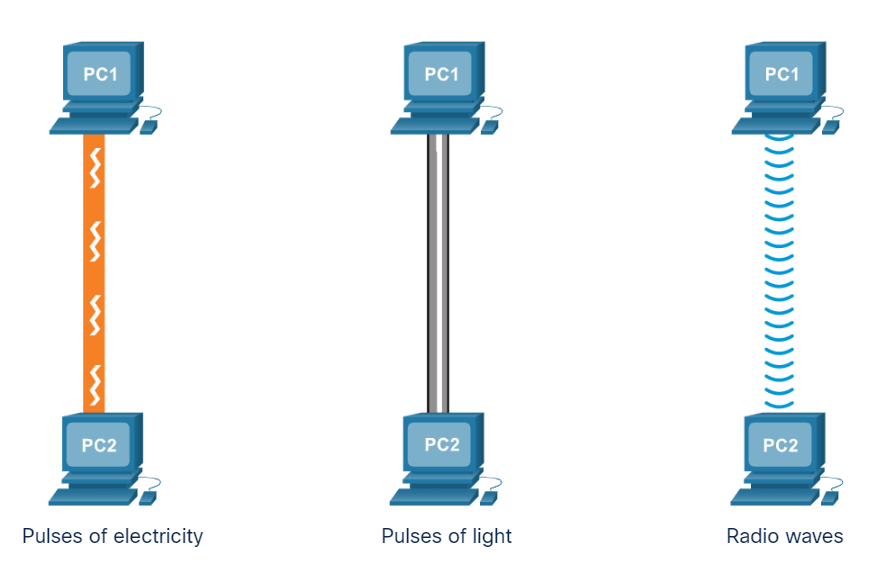 PC1
PC1
PC1
PC2
PC2
PC2
Pulses of electricity
Pulses of light
Radio waves